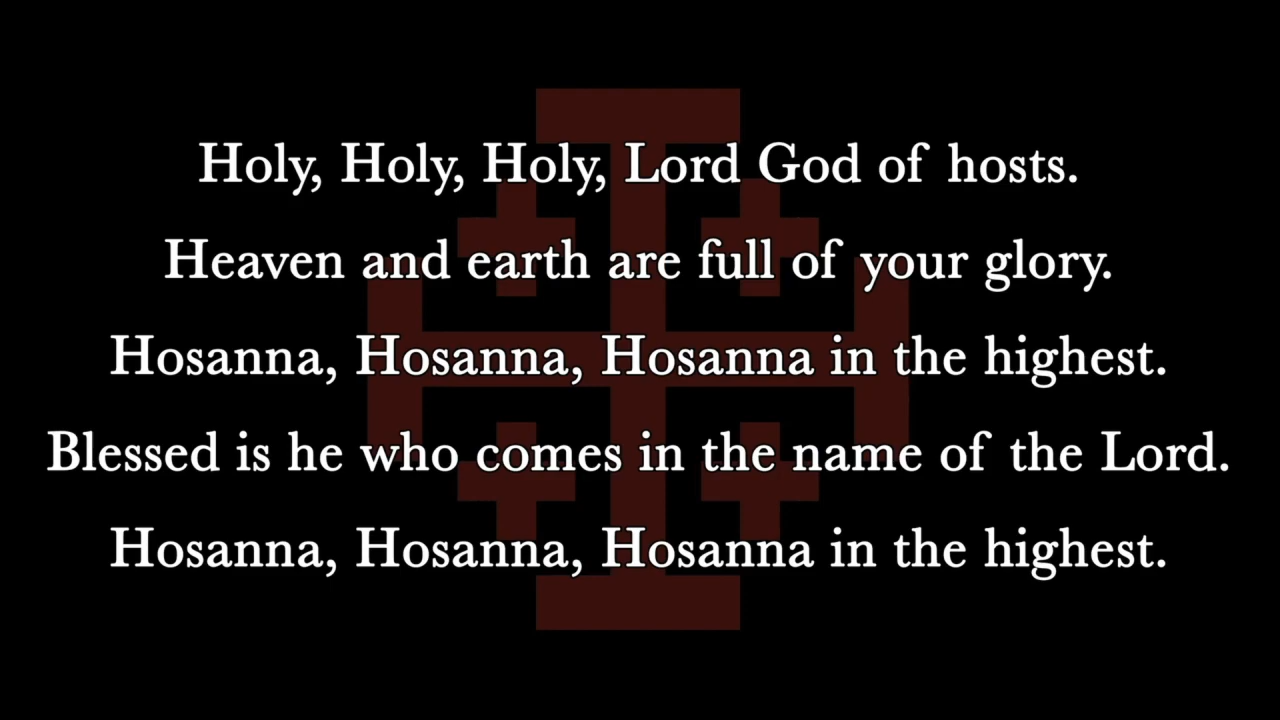 Holy, Holy, Holy, Lord God of hosts.
Heaven and earth are full of your glory.
Hosanna, Hosanna, Hosanna in the highest.
Blessed is he who comes in the name of the Lord.
Hosanna, Hosanna, Hosanna in the highest.